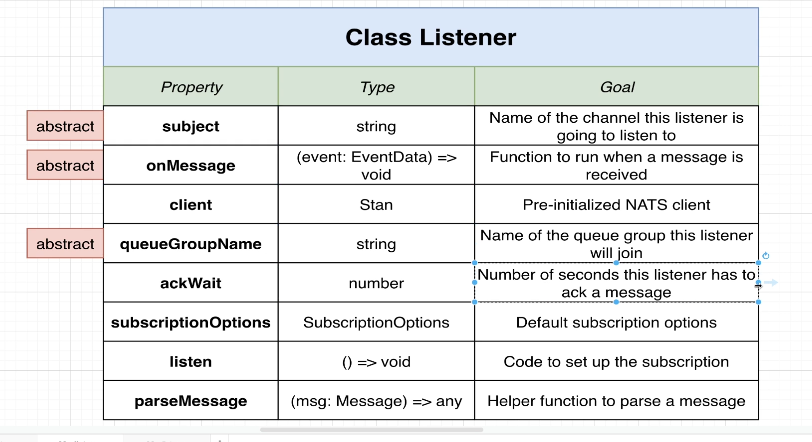 Class Listener
Property Type Goal
abstract subject string Name of the channel this listener is
going to listen to
abstract onMessage (event: EventData) =>
void Function to run when a message is
received
client Stan Pre-initialized NATS client
abstract queueGroupName string Name of the queue group this listener
will join
ackWait number Number of seconds this listener has to
ack a message
subscriptionOptions SubscriptionOptions Default subscription options
listen () => void Code to set up the subscription
parseMessage (msg: Message) => any Helper function to parse a message